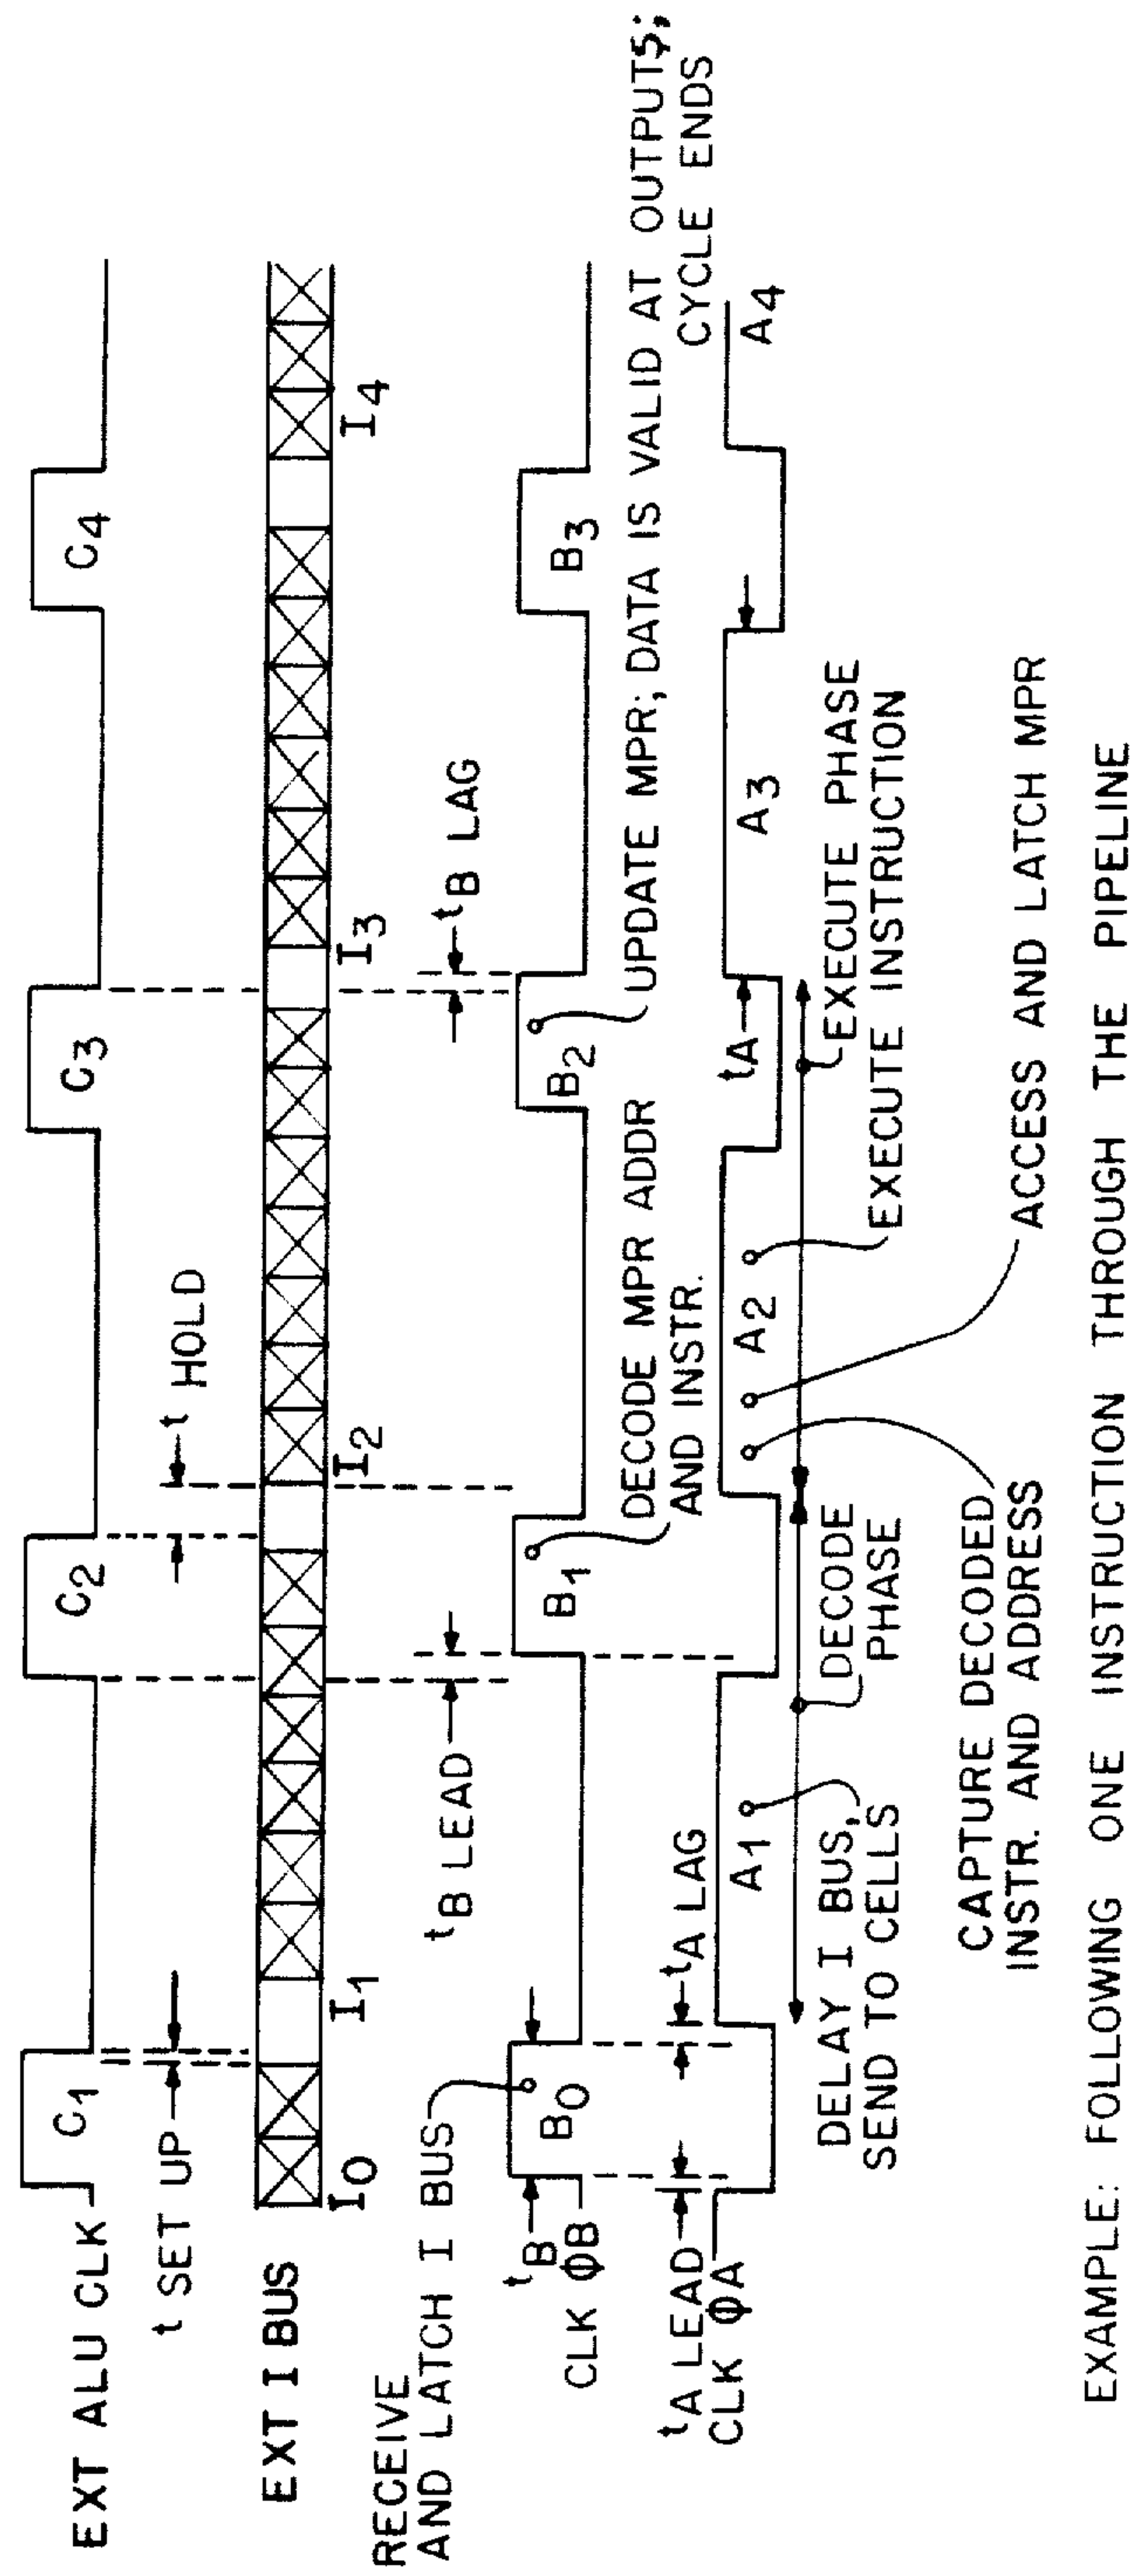 EXT ALU CLK
C1
C2
C3
C4
t SET UP
t HOLD
EXT I BUS
I0
I1
I2
I3
I4
RECEIVE
AND LATCH I BUS
tB LEAD
tB LAG
tB
CLK ΦB
B0
B1
B2
B3
DECODE MPR ADDR
AND INSTR.
UPDATE MPR; DATA IS VALID AT OUTPUTS;
CYCLE ENDS
tA LEAD
tA LAG
CLK ΦA
A1
A2
tA
A3
A4
DELAY I BUS,
SEND TO CELLS
DECODE
PHASE
EXECUTE PHASE
EXECUTE INSTRUCTION
CAPTURE DECODED
INSTR. AND ADDRESS
ACCESS AND LATCH MPR
EXAMPLE: FOLLOWING ONE INSTRUCTION THROUGH THE PIPELINE